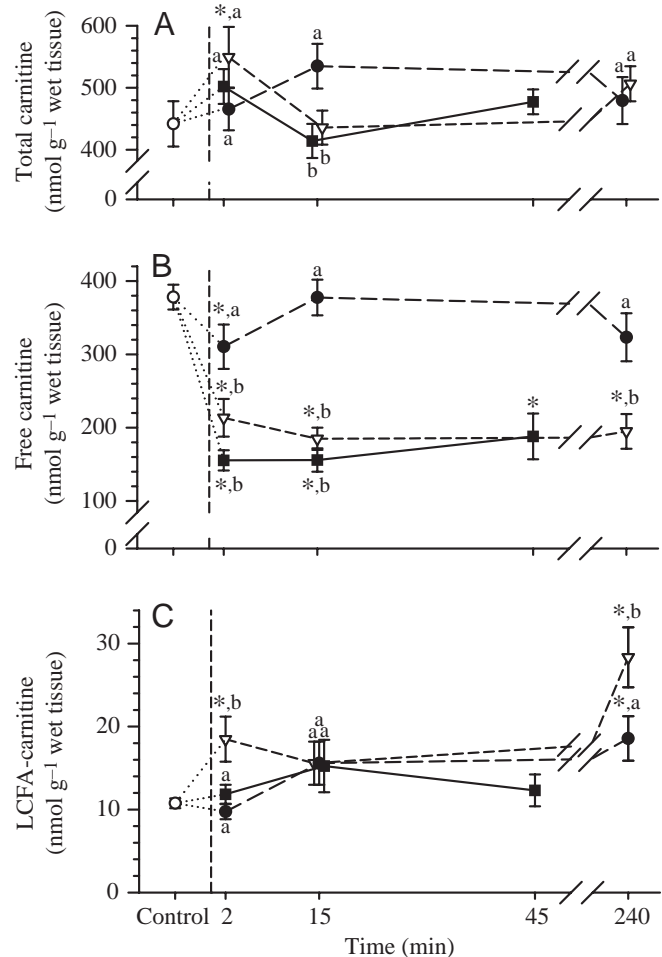 A
Total carnitine
(nmol g⁻¹ wet tissue)
600
500
400
0
*,a
a
a
a
b
b
a
a
B
Free carnitine
(nmol g⁻¹ wet tissue)
400
300
200
100
0
*,a
a
a
*,b
*,b
*
*,b
*,b
*,b
C
LCFA-carnitine
(nmol g⁻¹ wet tissue)
30
20
10
0
*,b
*,b
*,a
a
a
a
a
Control 2 15 45 240
Time (min)